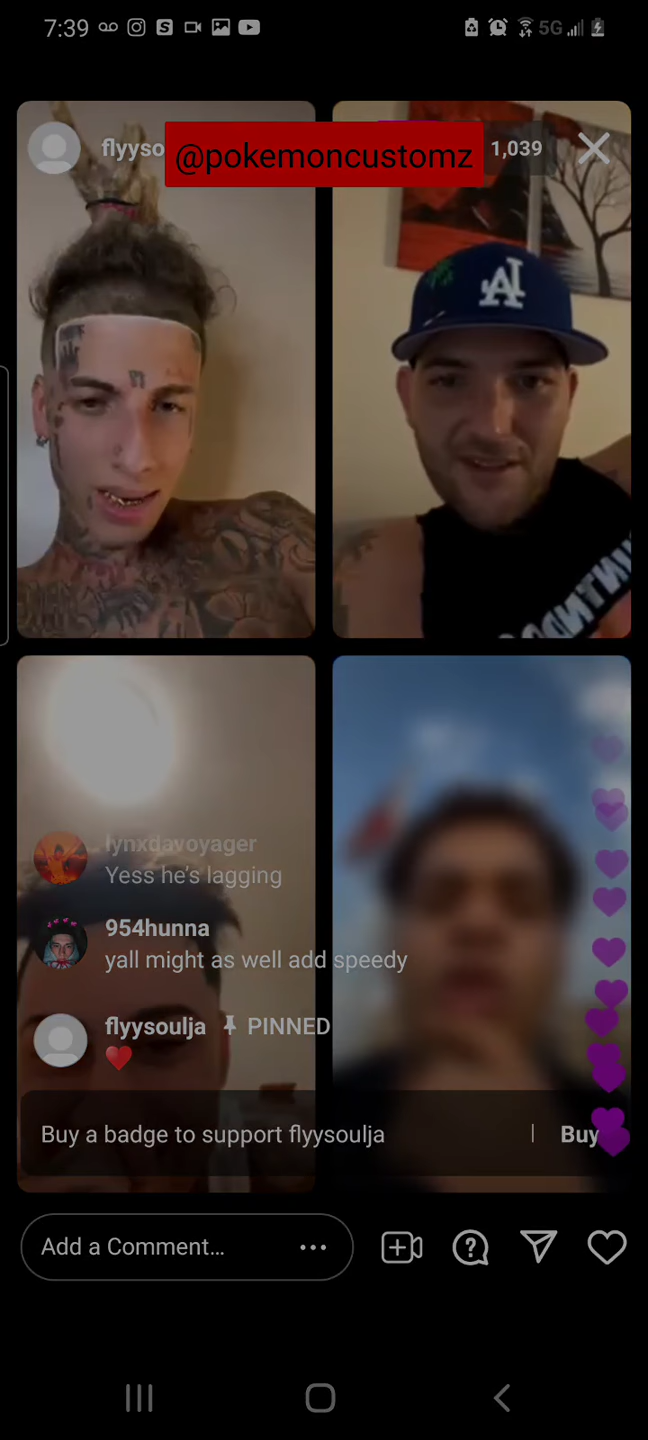 7:39
5G
flyyso
@pokemoncustomz
1,039
LA
lynxdavoyager
Yess he's lagging
954hunna
yall might as well add speedy
flyysoulja PINNED
Buy a badge to support flyysoulja
Buy
Add a Comment...